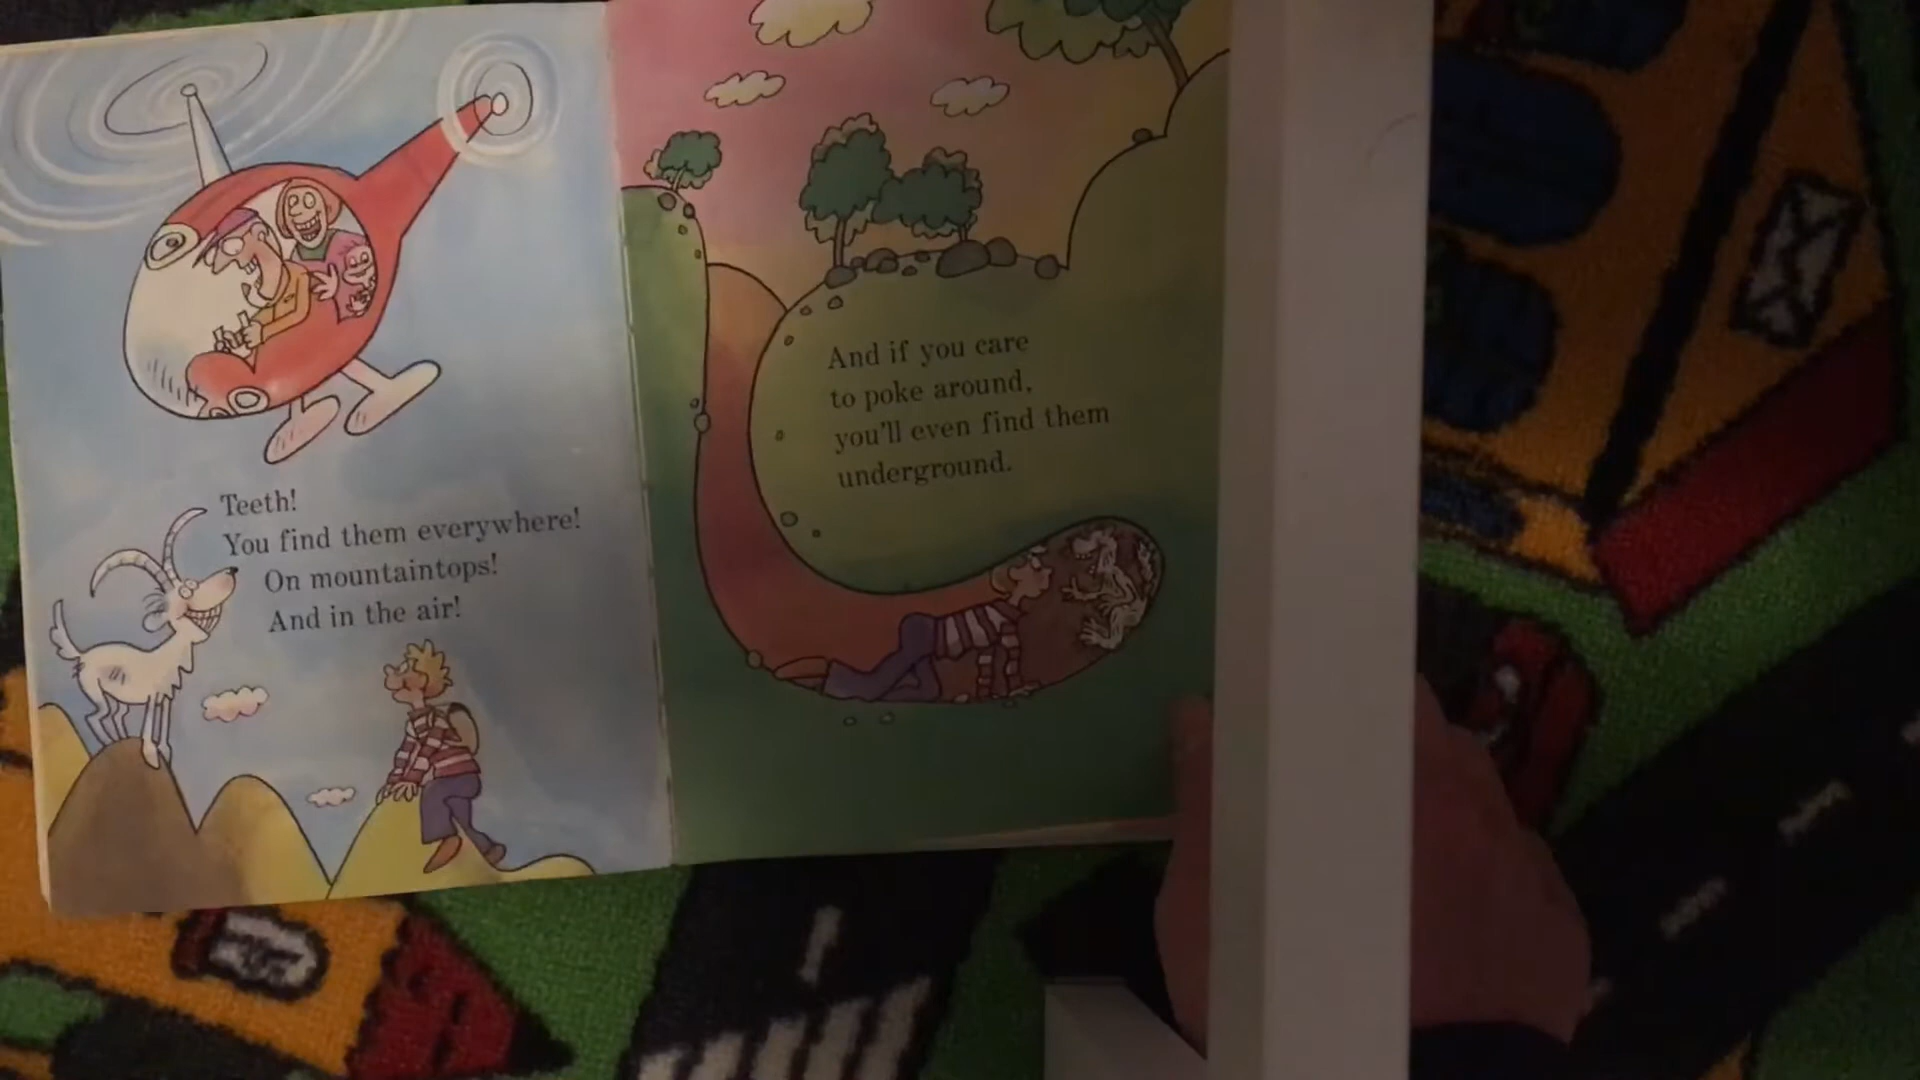 Teeth!
You find them everywhere!
On mountaintops!
And in the air!
And if you care
to poke around,
you'll even find them
underground.